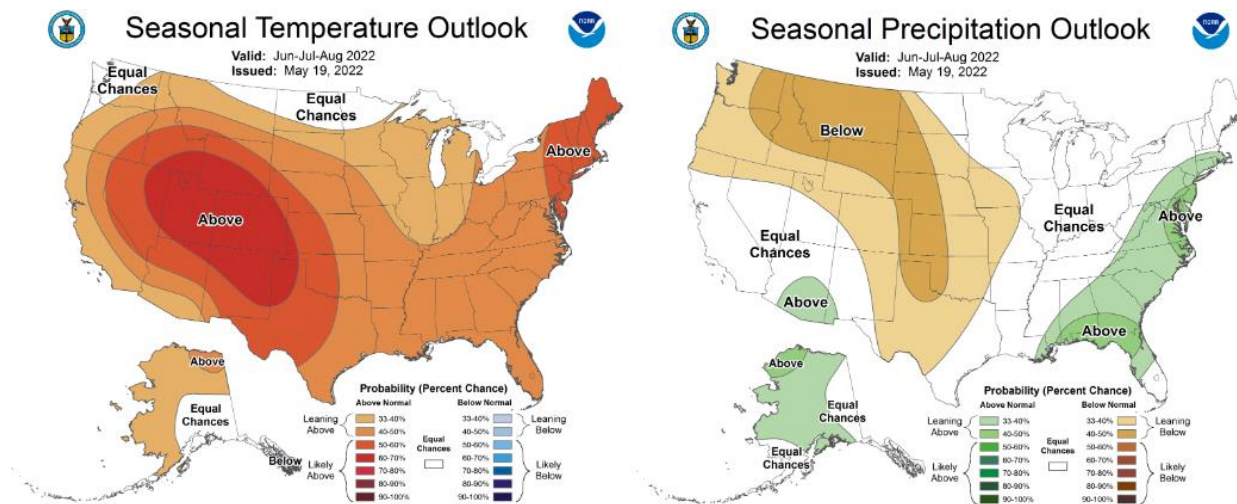 Seasonal Temperature Outlook
Valid: Jun-Jul-Aug 2022
Issued: May 19, 2022
Equal
Chances
Equal
Chances
Above
Above
Above
Equal
Chances
Below
Probability (Percent Chance)
Above Normal
Below Normal
Leaning
Above
33-40%
40-50%
50-60%
Likely
Above
60-70%
70-80%
80-90%
90-100%
Equal
Chances
33-40%
40-50%
50-60%
Leaning
Below
60-70%
70-80%
80-90%
90-100%
Likely
Below
Seasonal Precipitation Outlook
Valid: Jun-Jul-Aug 2022
Issued: May 19, 2022
Below
Equal
Chances
Equal
Chances
Above
Above
Above
Above
Equal
Chances
Equal
Chances
Probability (Percent Chance)
Above Normal
Below Normal
Leaning
Above
33-40%
40-50%
50-60%
Likely
Above
60-70%
70-80%
80-90%
90-100%
Equal
Chances
33-40%
40-50%
50-60%
Leaning
Below
60-70%
70-80%
80-90%
90-100%
Likely
Below